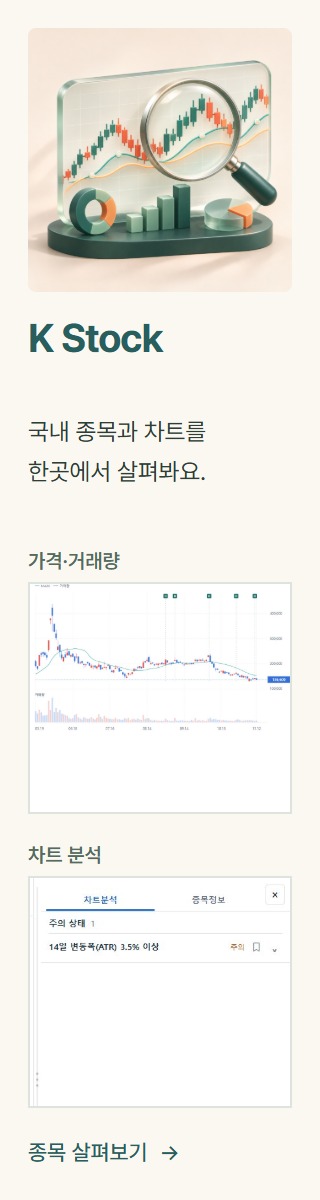 K Stock
국내 종목과 차트를
한곳에서 살펴봐요.
가격·거래량
거래량
차트 분석
차트분석 종목정보 ×
주의 상태 1
14일 변동폭(ATR) 3.5% 이상 주의
종목 살펴보기 →